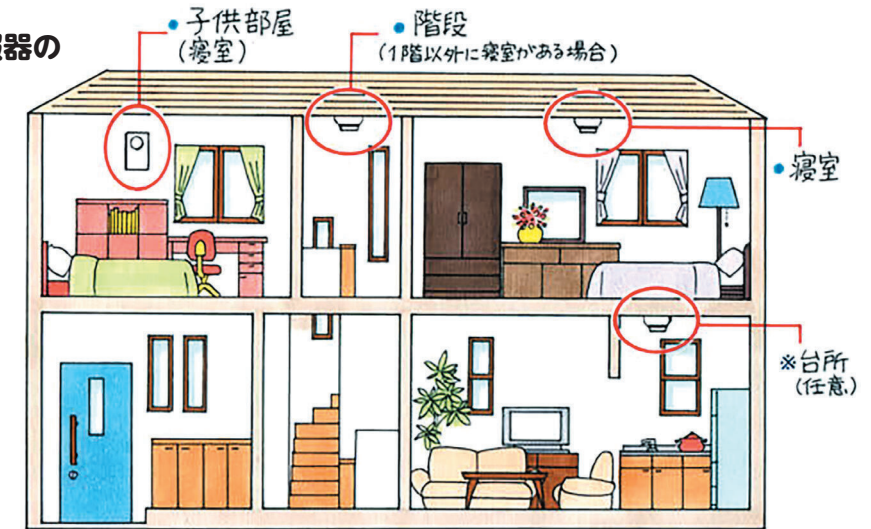 報器の
• 子供部屋
(寝室)
• 階段
(1階以外に寝室がある場合)
• 寝室
※台所
(任意)